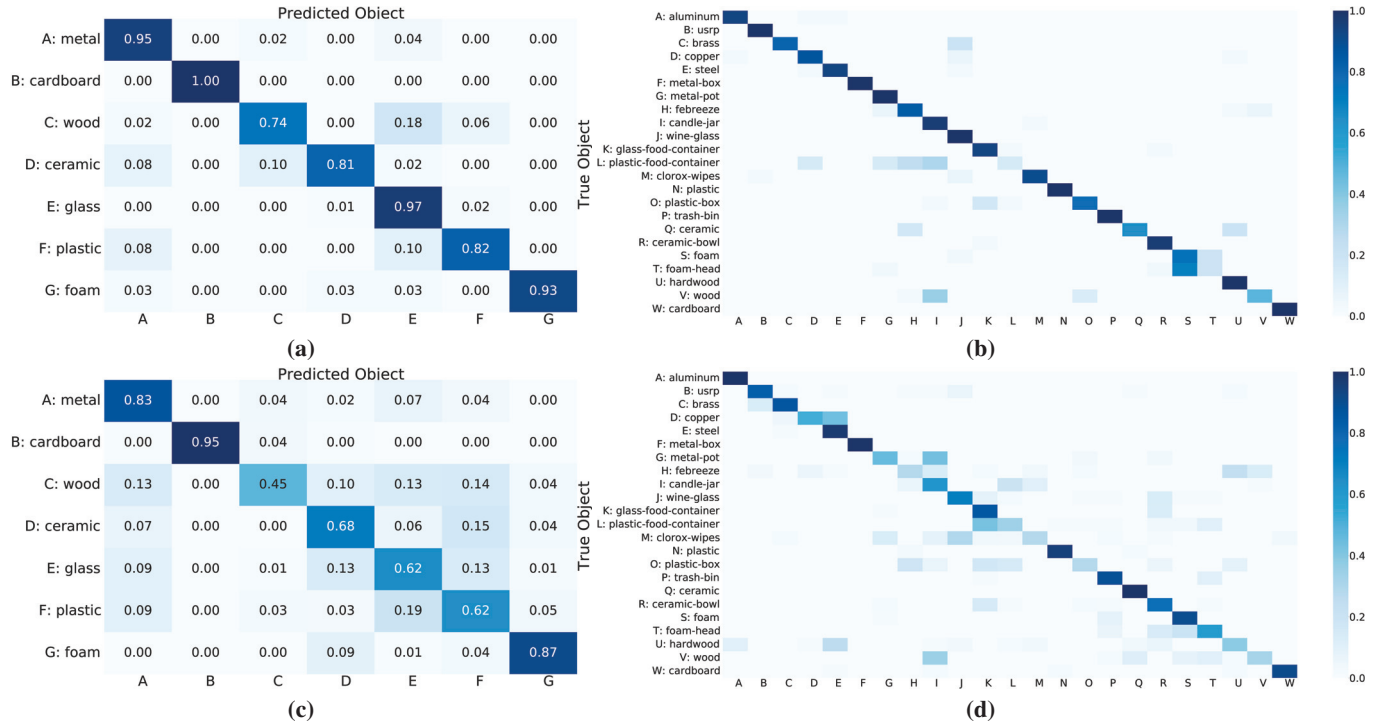 Predicted Object
A: metal 0.95 0.00 0.02 0.00 0.04 0.00 0.00
B: cardboard 0.00 1.00 0.00 0.00 0.00 0.00 0.00
C: wood 0.02 0.00 0.74 0.00 0.18 0.06 0.00
D: ceramic 0.08 0.00 0.10 0.81 0.02 0.00 0.00
E: glass 0.00 0.00 0.00 0.01 0.97 0.02 0.00
F: plastic 0.08 0.00 0.00 0.00 0.10 0.82 0.00
G: foam 0.03 0.00 0.00 0.03 0.03 0.00 0.93
A B C D E F G
(a)
True Object
A: aluminum
B: usrp
C: brass
D: copper
E: steel
F: metal-box
G: metal-pot
H: febreeze
I: candle-jar
J: wine-glass
K: glass-food-container
L: plastic-food-container
M: clorox-wipes
N: plastic
O: plastic-box
P: trash-bin
Q: ceramic
R: ceramic-bowl
S: foam
T: foam-head
U: hardwood
V: wood
W: cardboard
A B C D E F G H I J K L M N O P Q R S T U V W
1.0
0.8
0.6
0.4
0.2
0.0
(b)
Predicted Object
A: metal 0.83 0.00 0.04 0.02 0.07 0.04 0.00
B: cardboard 0.00 0.95 0.04 0.00 0.00 0.00 0.00
C: wood 0.13 0.00 0.45 0.10 0.13 0.14 0.04
D: ceramic 0.07 0.00 0.00 0.68 0.06 0.15 0.04
E: glass 0.09 0.00 0.01 0.13 0.62 0.13 0.01
F: plastic 0.09 0.00 0.03 0.03 0.19 0.62 0.05
G: foam 0.00 0.00 0.00 0.09 0.01 0.04 0.87
A B C D E F G
(c)
True Object
A: aluminum
B: usrp
C: brass
D: copper
E: steel
F: metal-box
G: metal-pot
H: febreeze
I: candle-jar
J: wine-glass
K: glass-food-container
L: plastic-food-container
M: clorox-wipes
N: plastic
O: plastic-box
P: trash-bin
Q: ceramic
R: ceramic-bowl
S: foam
T: foam-head
U: hardwood
V: wood
W: cardboard
A B C D E F G H I J K L M N O P Q R S T U V W
1.0
0.8
0.6
0.4
0.2
0.0
(d)